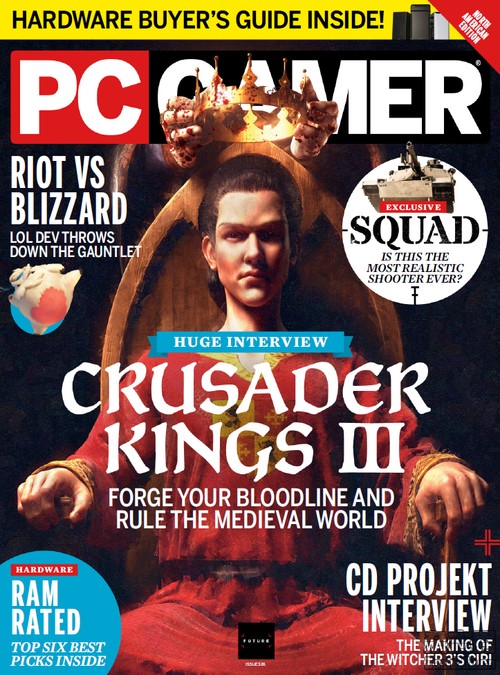 HARDWARE BUYER'S GUIDE INSIDE!
NORTH
AMERICAN
EDITION
PC GAMER®
RIOT VS
BLIZZARD
LOL DEV THROWS
DOWN THE GAUNTLET
EXCLUSIVE
SQUAD
IS THIS THE
MOST REALISTIC
SHOOTER EVER?
HUGE INTERVIEW
CRUSADER
KINGS III
FORGE YOUR BLOODLINE AND
RULE THE MEDIEVAL WORLD
HARDWARE
RAM
RATED
TOP SIX BEST
PICKS INSIDE
FUTURE
CD PROJEKT
INTERVIEW
THE MAKING OF
THE WITCHER 3'S CIRI